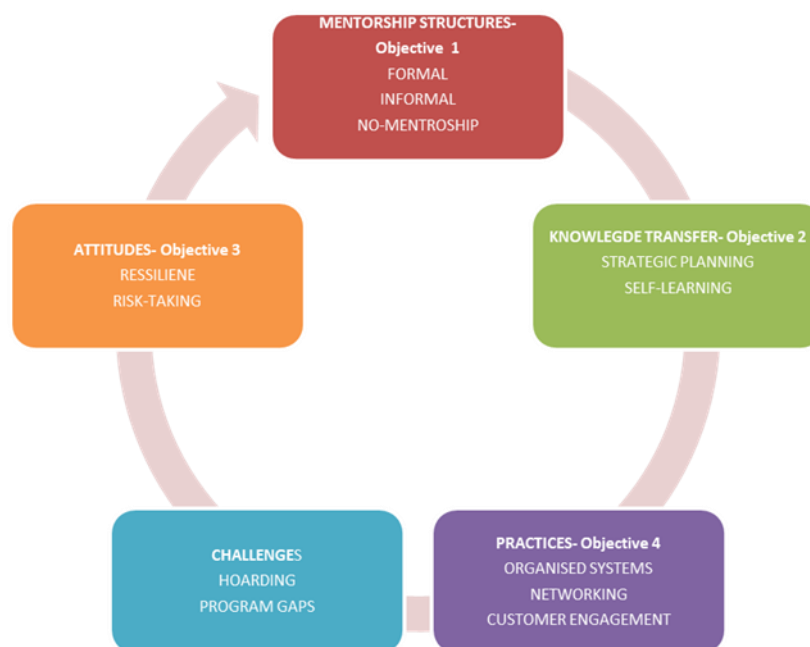 MENTORSHIP STRUCTURES-
Objective 1
FORMAL
INFORMAL
NO-MENTROSHIP
KNOWLEGDE TRANSFER- Objective 2
STRATEGIC PLANNING
SELF-LEARNING
PRACTICES- Objective 4
ORGANISED SYSTEMS
NETWORKING
CUSTOMER ENGAGEMENT
CHALLENGES
HOARDING
PROGRAM GAPS
ATTITUDES- Objective 3
RESSILIENE
RISK-TAKING